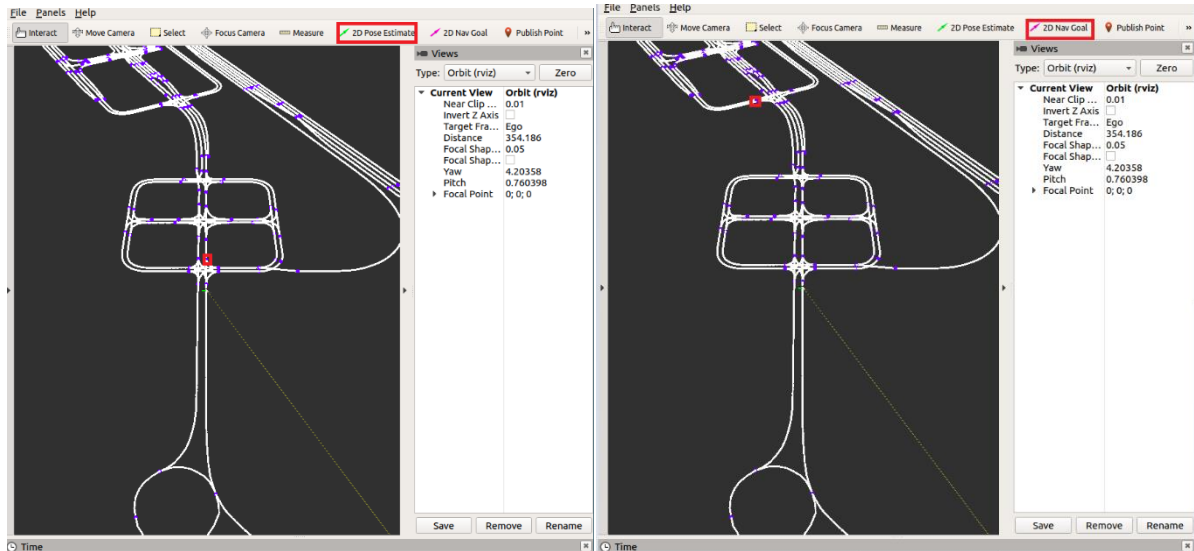 File Panels Help
Interact Move Camera Select Focus Camera Measure 2D Pose Estimate 2D Nav Goal Publish Point »
Views
Type: Orbit (rviz) Zero
Current View Orbit (rviz)
Near Clip ... 0.01
Invert Z Axis
Target Fra... Ego
Distance 354.186
Focal Shap... 0.05
Focal Shap...
Yaw 4.20358
Pitch 0.760398
Focal Point 0; 0; 0
Save Remove Rename
Time
File Panels Help
Interact Move Camera Select Focus Camera Measure 2D Pose Estimate 2D Nav Goal Publish Point »
Views
Type: Orbit (rviz) Zero
Current View Orbit (rviz)
Near Clip ... 0.01
Invert Z Axis
Target Fra... Ego
Distance 354.186
Focal Shap... 0.05
Focal Shap...
Yaw 4.20358
Pitch 0.760398
Focal Point 0; 0; 0
Save Remove Rename
Time